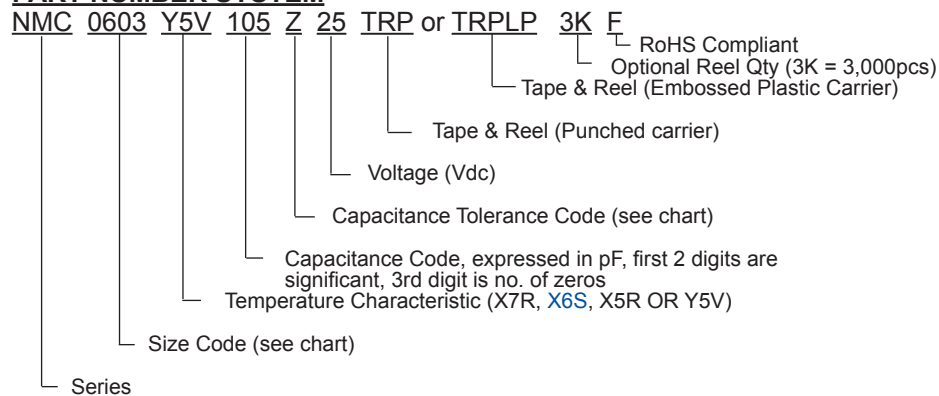 PART NUMBER SYSTEM
NMC 0603 Y5V 105 Z 25 TRP or TRPLP 3K F
RoHS Compliant
Optional Reel Qty (3K = 3,000pcs)
Tape & Reel (Embossed Plastic Carrier)
Tape & Reel (Punched carrier)
Voltage (Vdc)
Capacitance Tolerance Code (see chart)
Capacitance Code, expressed in pF, first 2 digits are
significant, 3rd digit is no. of zeros
Temperature Characteristic (X7R, X6S, X5R OR Y5V)
Size Code (see chart)
Series